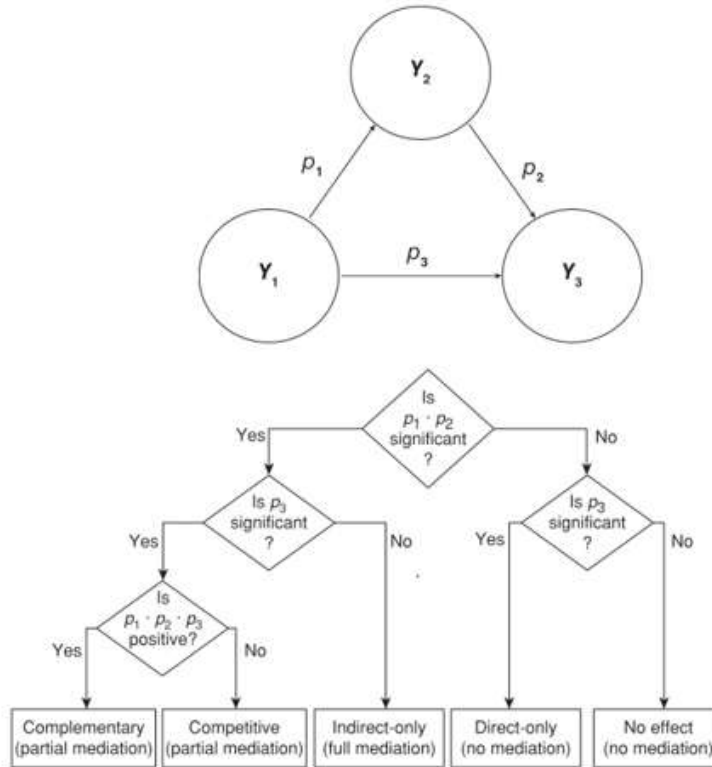 Y₂
p₁
p₂
Y₁
p₃
Y₃
Is
p₁ · p₂
significant
?
Yes
No
Is p₃
significant
?
Is p₃
significant
?
Yes
No
Yes
No
Is
p₁ · p₂ · p₃
positive?
Yes
No
Complementary
(partial mediation)
Competitive
(partial mediation)
Indirect-only
(full mediation)
Direct-only
(no mediation)
No effect
(no mediation)